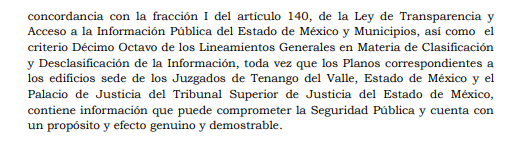 concordancia con la fracción I del artículo 140, de la Ley de Transparencia y
Acceso a la Información Pública del Estado de México y Municipios, así como el
criterio Décimo Octavo de los Lineamientos Generales en Materia de Clasificación
y Desclasificación de la Información, toda vez que los Planos correspondientes a
los edificios sede de los Juzgados de Tenango del Valle, Estado de México y el
Palacio de Justicia del Tribunal Superior de Justicia del Estado de México,
contiene información que puede comprometer la Seguridad Pública y cuenta con
un propósito y efecto genuino y demostrable.